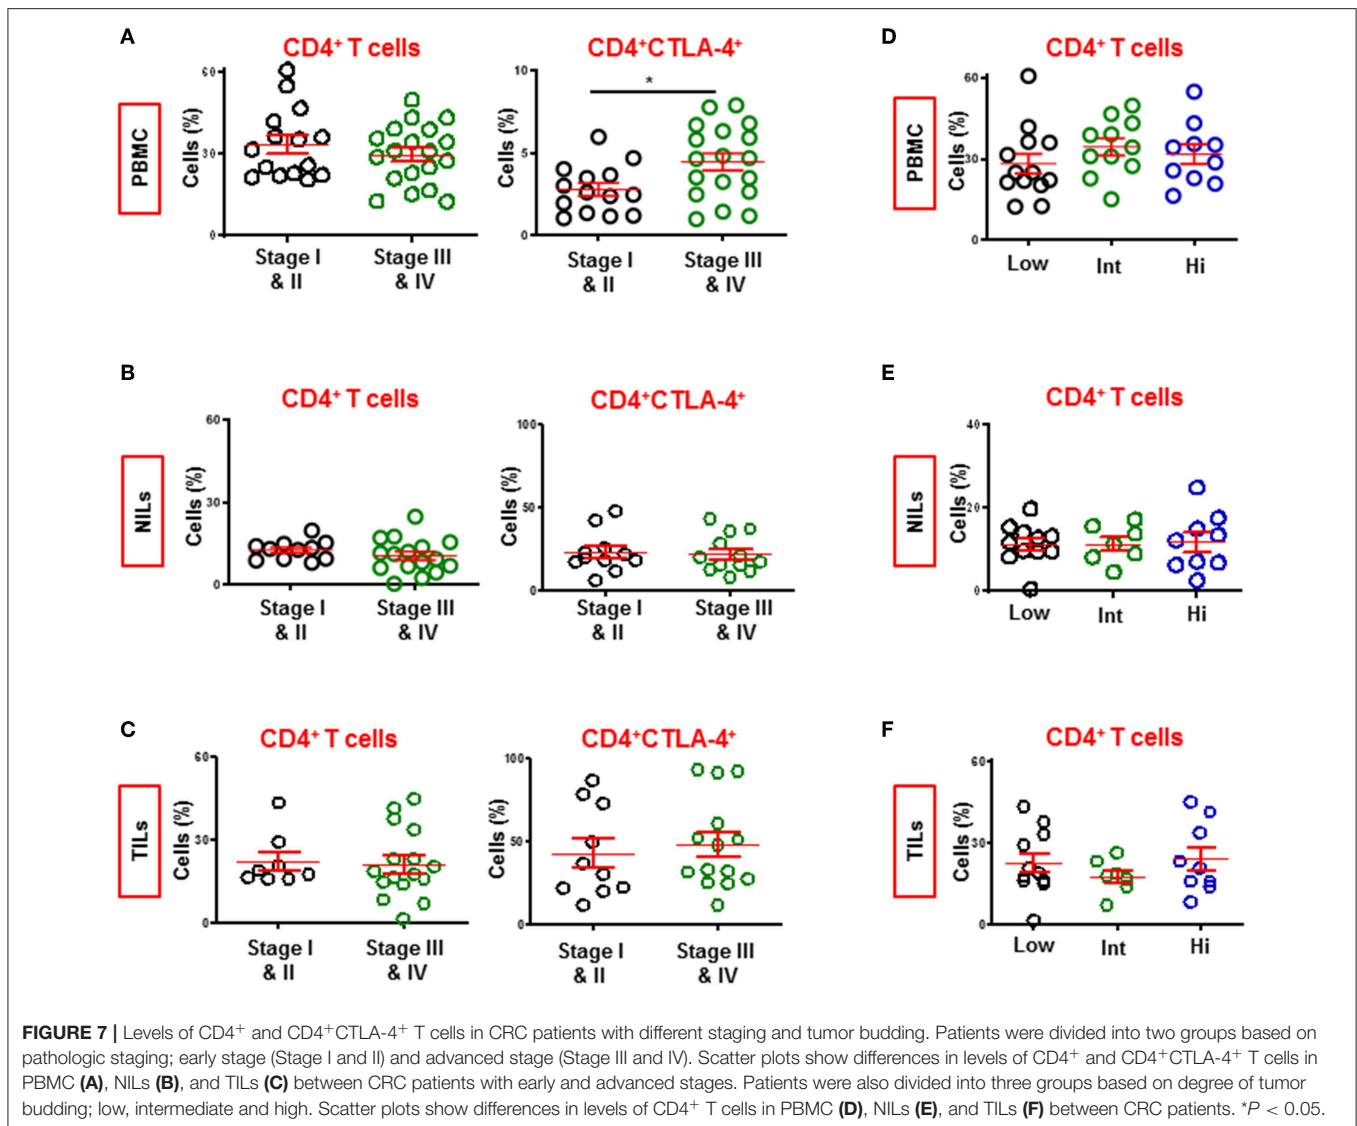 A
CD4+ T cells
CD4+CTLA-4+
D
CD4+ T cells
PBMC
Cells (%)
60
30
0
Stage I
& II
Stage III
& IV
Cells (%)
10
5
0
*
Stage I
& II
Stage III
& IV
PBMC
Cells (%)
60
30
0
Low
Int
Hi
B
CD4+ T cells
CD4+CTLA-4+
E
CD4+ T cells
NILs
Cells (%)
60
30
0
Stage I
& II
Stage III
& IV
Cells (%)
100
50
0
Stage I
& II
Stage III
& IV
NILs
Cells (%)
40
20
0
Low
Int
Hi
C
CD4+ T cells
CD4+CTLA-4+
F
CD4+ T cells
TILs
Cells (%)
60
30
0
Stage I
& II
Stage III
& IV
Cells (%)
100
50
0
Stage I
& II
Stage III
& IV
TILs
Cells (%)
60
30
0
Low
Int
Hi
FIGURE 7 | Levels of CD4+ and CD4+CTLA-4+ T cells in CRC patients with different staging and tumor budding. Patients were divided into two groups based on
pathologic staging; early stage (Stage I and II) and advanced stage (Stage III and IV). Scatter plots show differences in levels of CD4+ and CD4+CTLA-4+ T cells in
PBMC (A), NILs (B), and TILs (C) between CRC patients with early and advanced stages. Patients were also divided into three groups based on degree of tumor
budding; low, intermediate and high. Scatter plots show differences in levels of CD4+ T cells in PBMC (D), NILs (E), and TILs (F) between CRC patients. *P < 0.05.